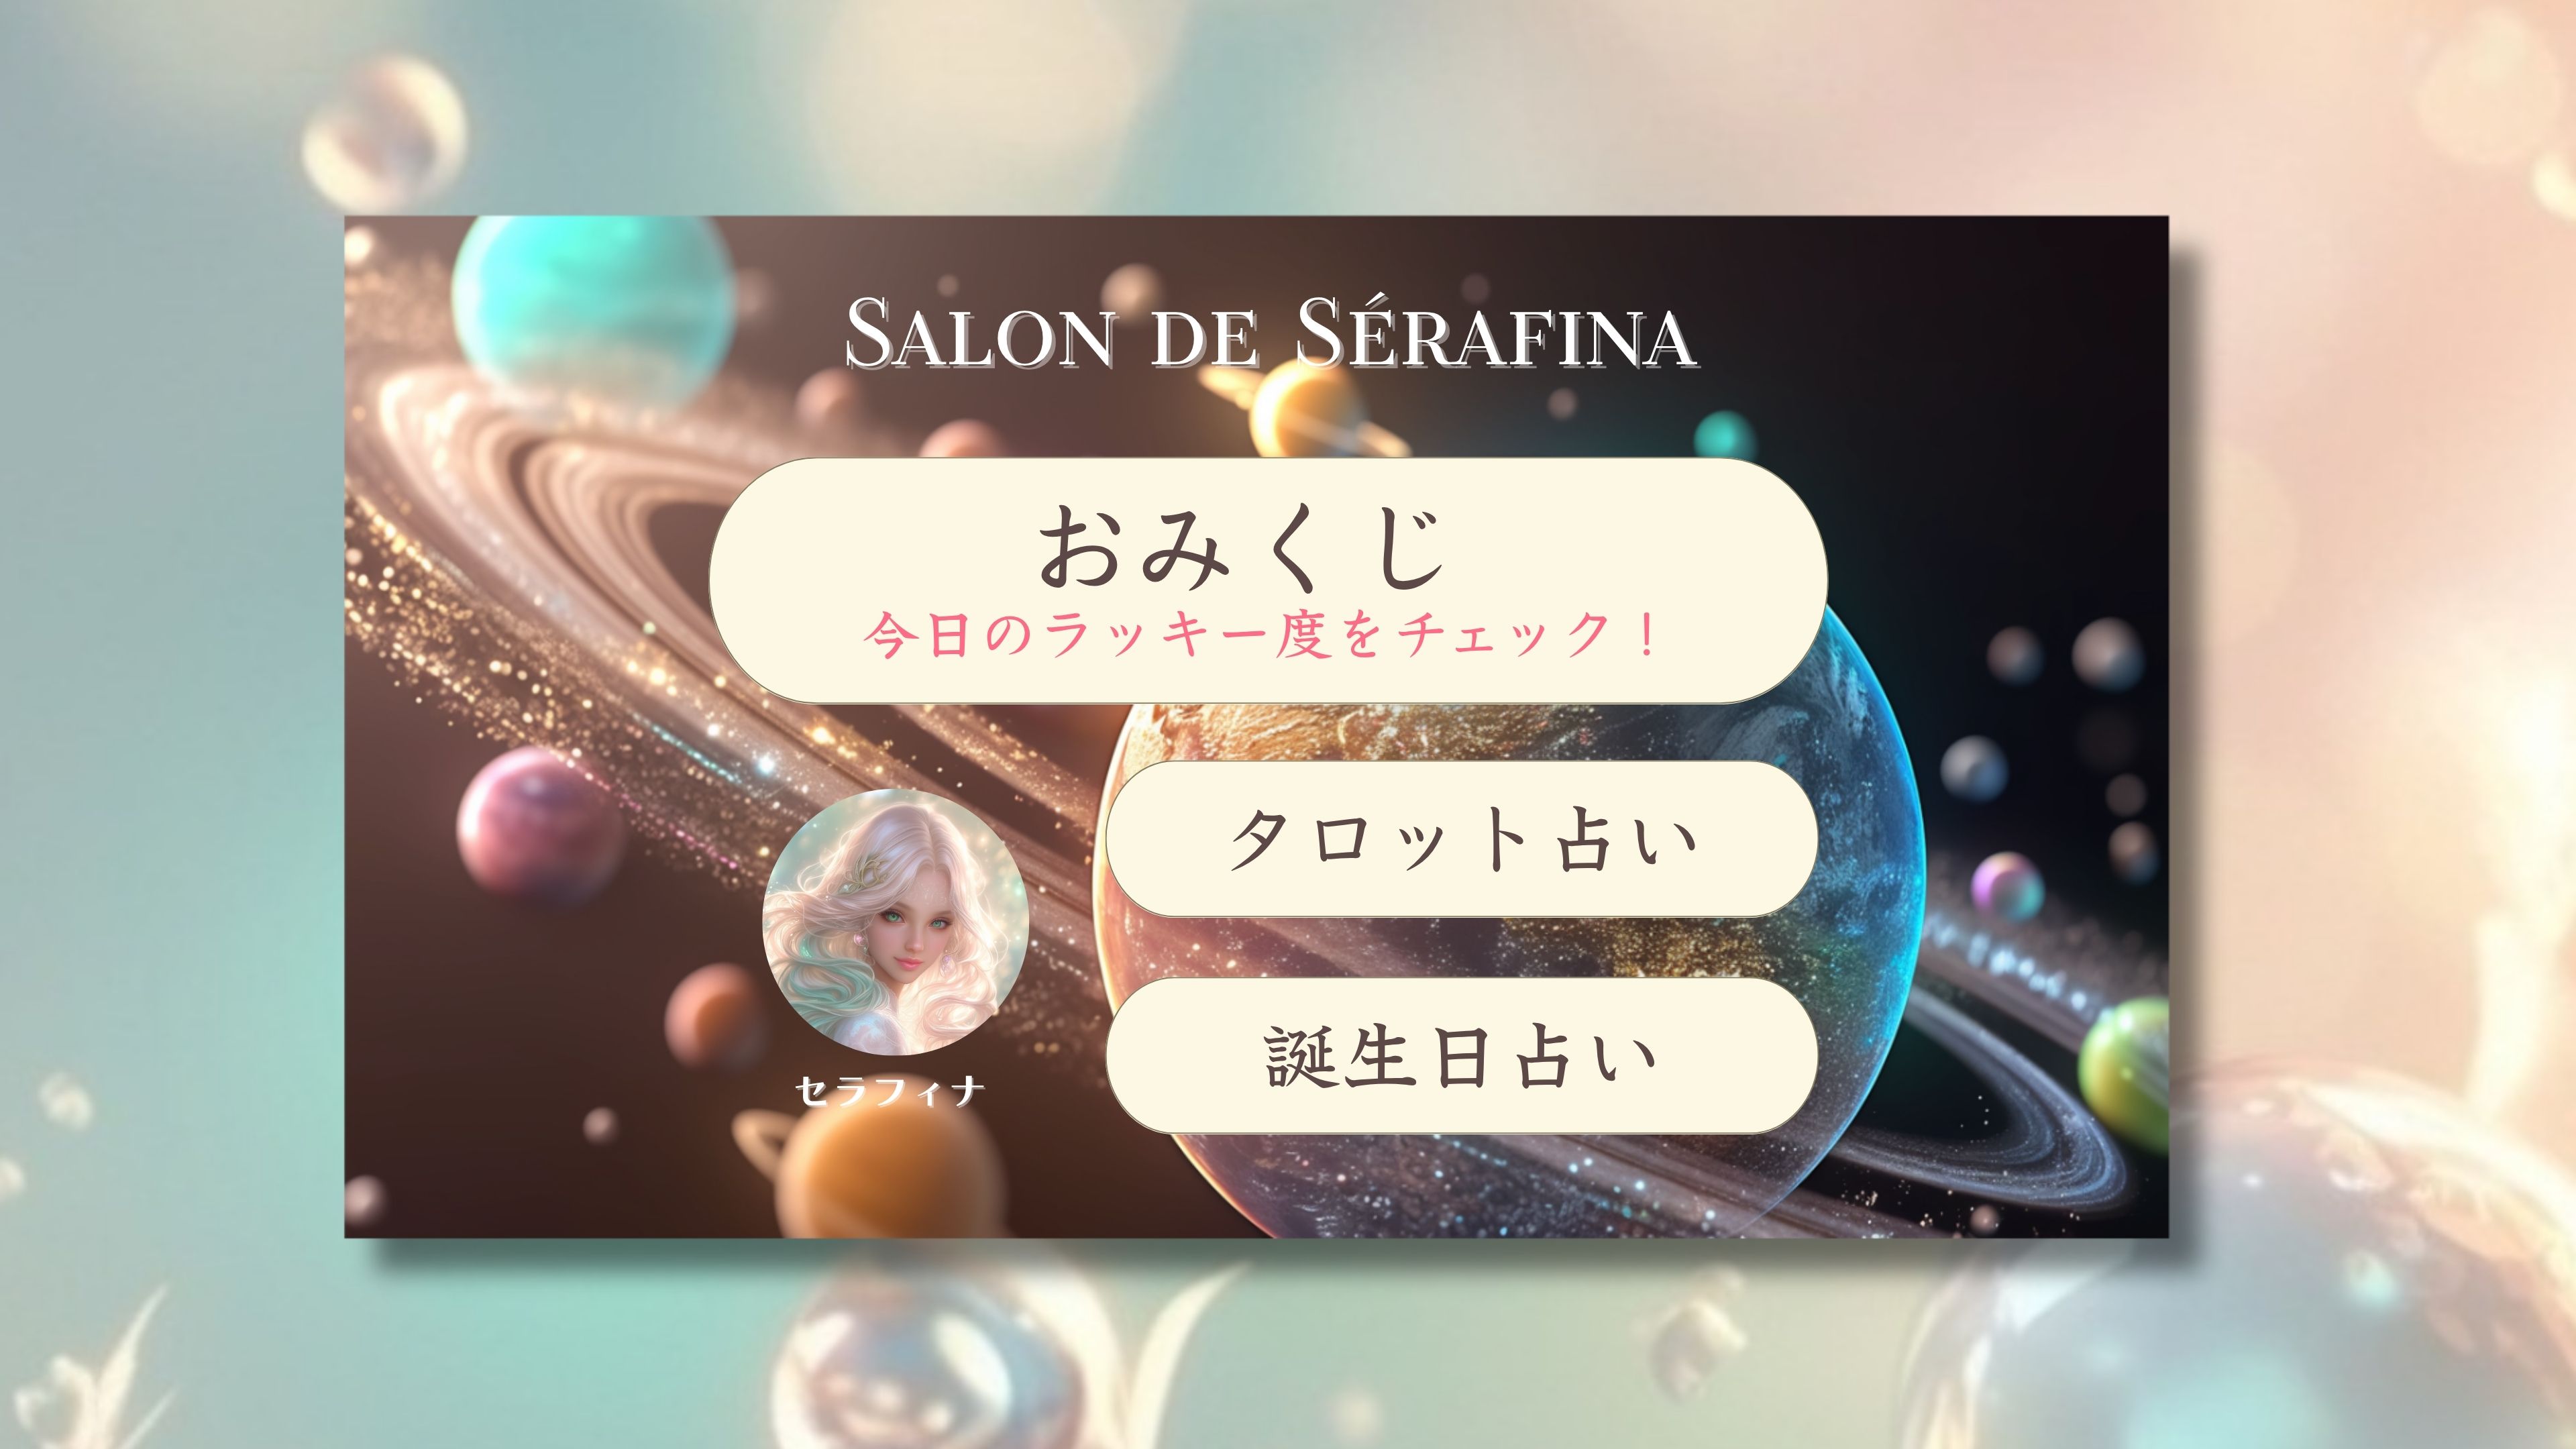 SALON DE SÉRAFINA
おみくじ
今日のラッキー度をチェック！
タロット占い
誕生日占い
セラフィナ